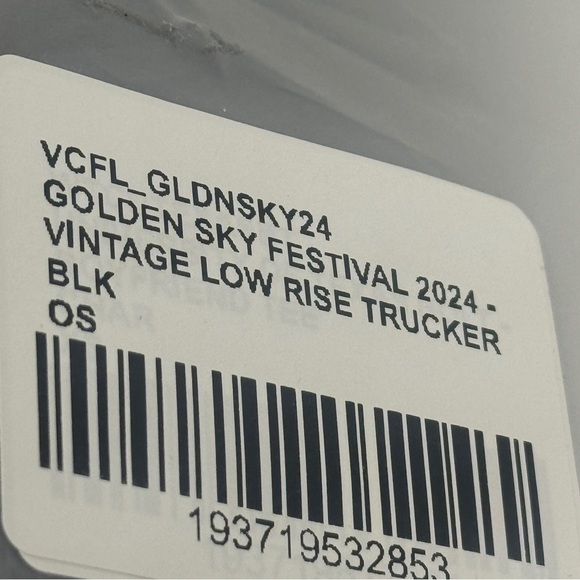 VCFL_GLDNSKY24
GOLDEN SKY FESTIVAL 2024 -
VINTAGE LOW RISE TRUCKER
BLK
OS
193719532853